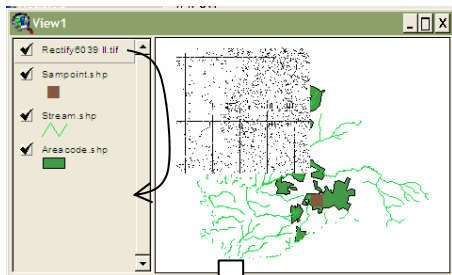 View1
Rectify6039 II.tif
Sampoint.shp
Stream.shp
Areacode.shp